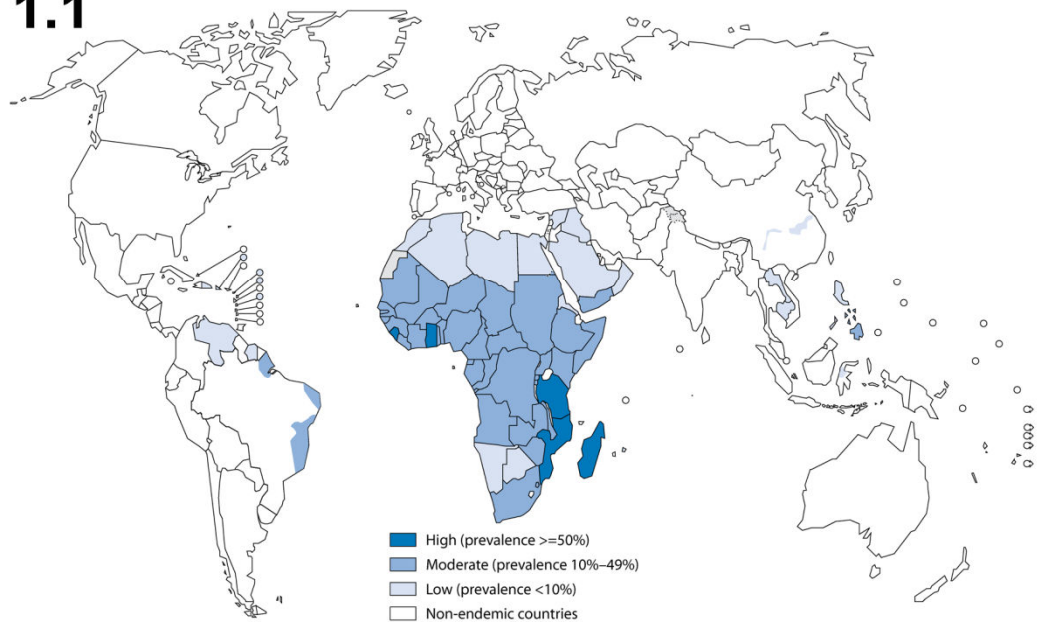 1.1
High (prevalence >=50%)
Moderate (prevalence 10%–49%)
Low (prevalence <10%)
Non-endemic countries